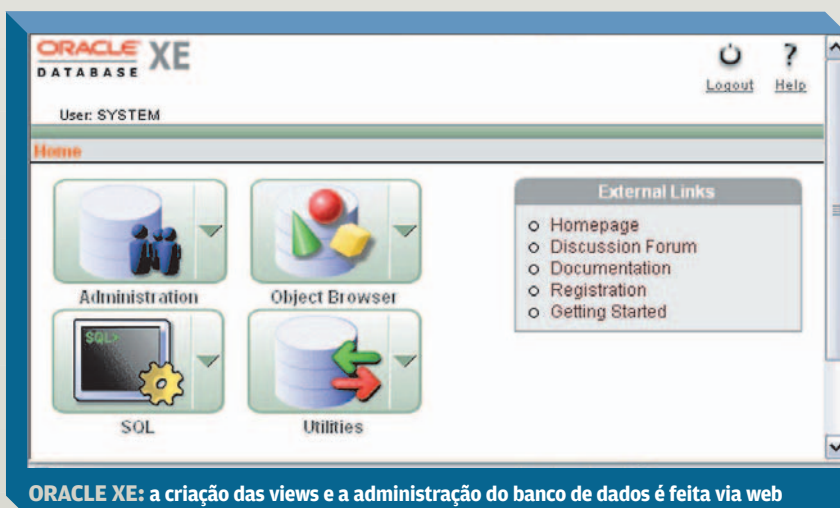 ORACLE XE
DATABASE
Logout Help
User: SYSTEM
Home
Administration
Object Browser
SQL>
SQL
Utilities
External Links
Homepage
Discussion Forum
Documentation
Registration
Getting Started
ORACLE XE: a criação das views e a administração do banco de dados é feita via web